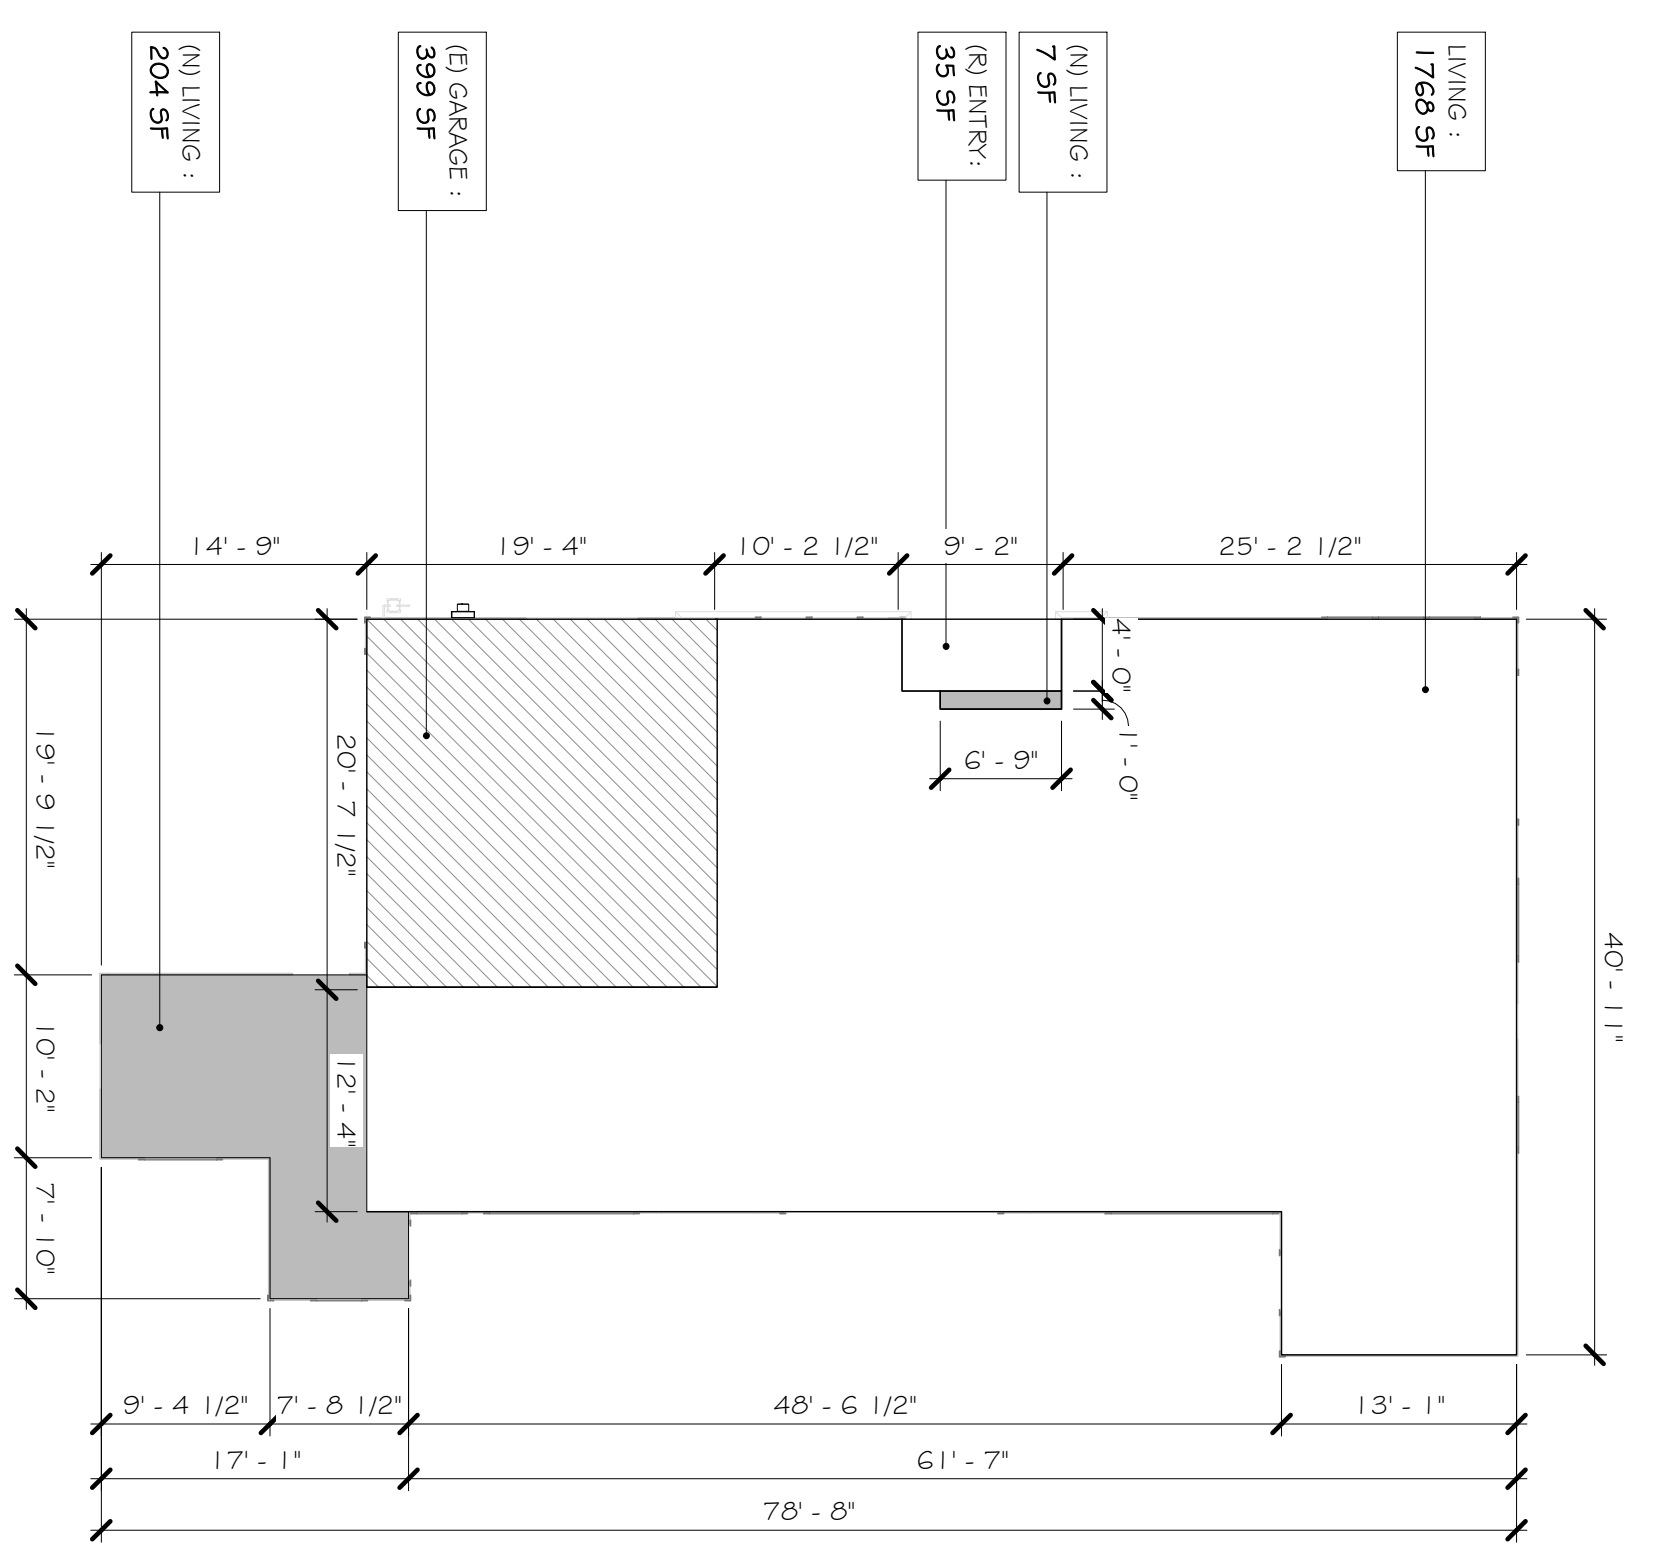 (N) LIVING :
204 SF
(E) GARAGE :
399 SF
(R) ENTRY:
35 SF
(N) LIVING :
7 SF
LIVING :
1768 SF
14' - 9"
19' - 4"
10' - 2 1/2"
9' - 2"
25' - 2 1/2"
4' - 0"
1' - 0"
6' - 9"
19' - 9 1/2"
20' - 7 1/2"
40' - 11"
10' - 2"
12' - 4"
7' - 10"
9' - 4 1/2"
7' - 8 1/2"
48' - 6 1/2"
13' - 1"
17' - 1"
61' - 7"
78' - 8"